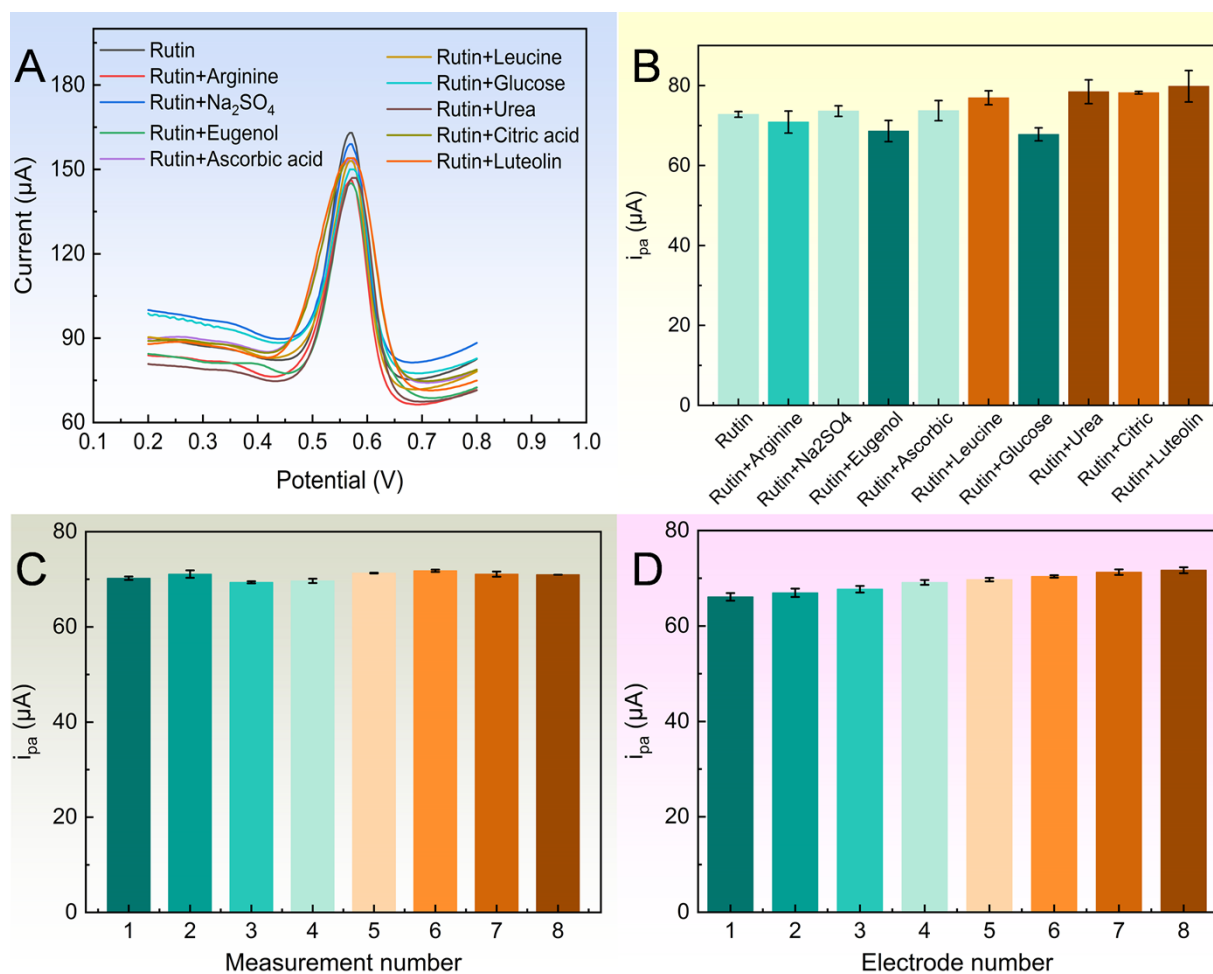 A
Rutin
Rutin+Arginine
Rutin+Na₂SO₄
Rutin+Eugenol
Rutin+Ascorbic acid
Rutin+Leucine
Rutin+Glucose
Rutin+Urea
Rutin+Citric acid
Rutin+Luteolin
Current (µA)
180
150
120
90
60
0.1 0.2 0.3 0.4 0.5 0.6 0.7 0.8 0.9 1.0
Potential (V)
B
iₚₐ (µA)
80
60
40
20
0
Rutin
Rutin+Arginine
Rutin+Na2SO4
Rutin+Eugenol
Rutin+Ascorbic
Rutin+Leucine
Rutin+Glucose
Rutin+Urea
Rutin+Citric
Rutin+Luteolin
C
iₚₐ (µA)
80
60
40
20
0
1 2 3 4 5 6 7 8
Measurement number
D
iₚₐ (µA)
80
60
40
20
0
1 2 3 4 5 6 7 8
Electrode number